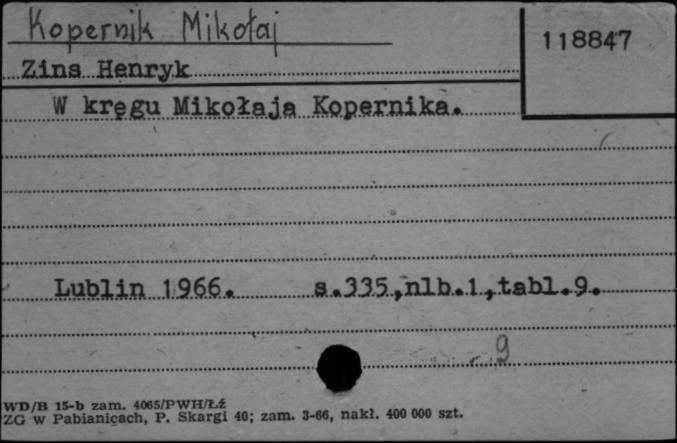 Kopernik Mikołaj
118847
Zins Henryk
W kręgu Mikołaja Kopernika.
Lublin 1966. s.335,nlb.1,tabl.9.
9
WD/B 15-b zam. 4065/PWH/Łź
ZG w Pabianicach, P. Skargi 40; zam. 3-66, nakł. 400 000 szt.